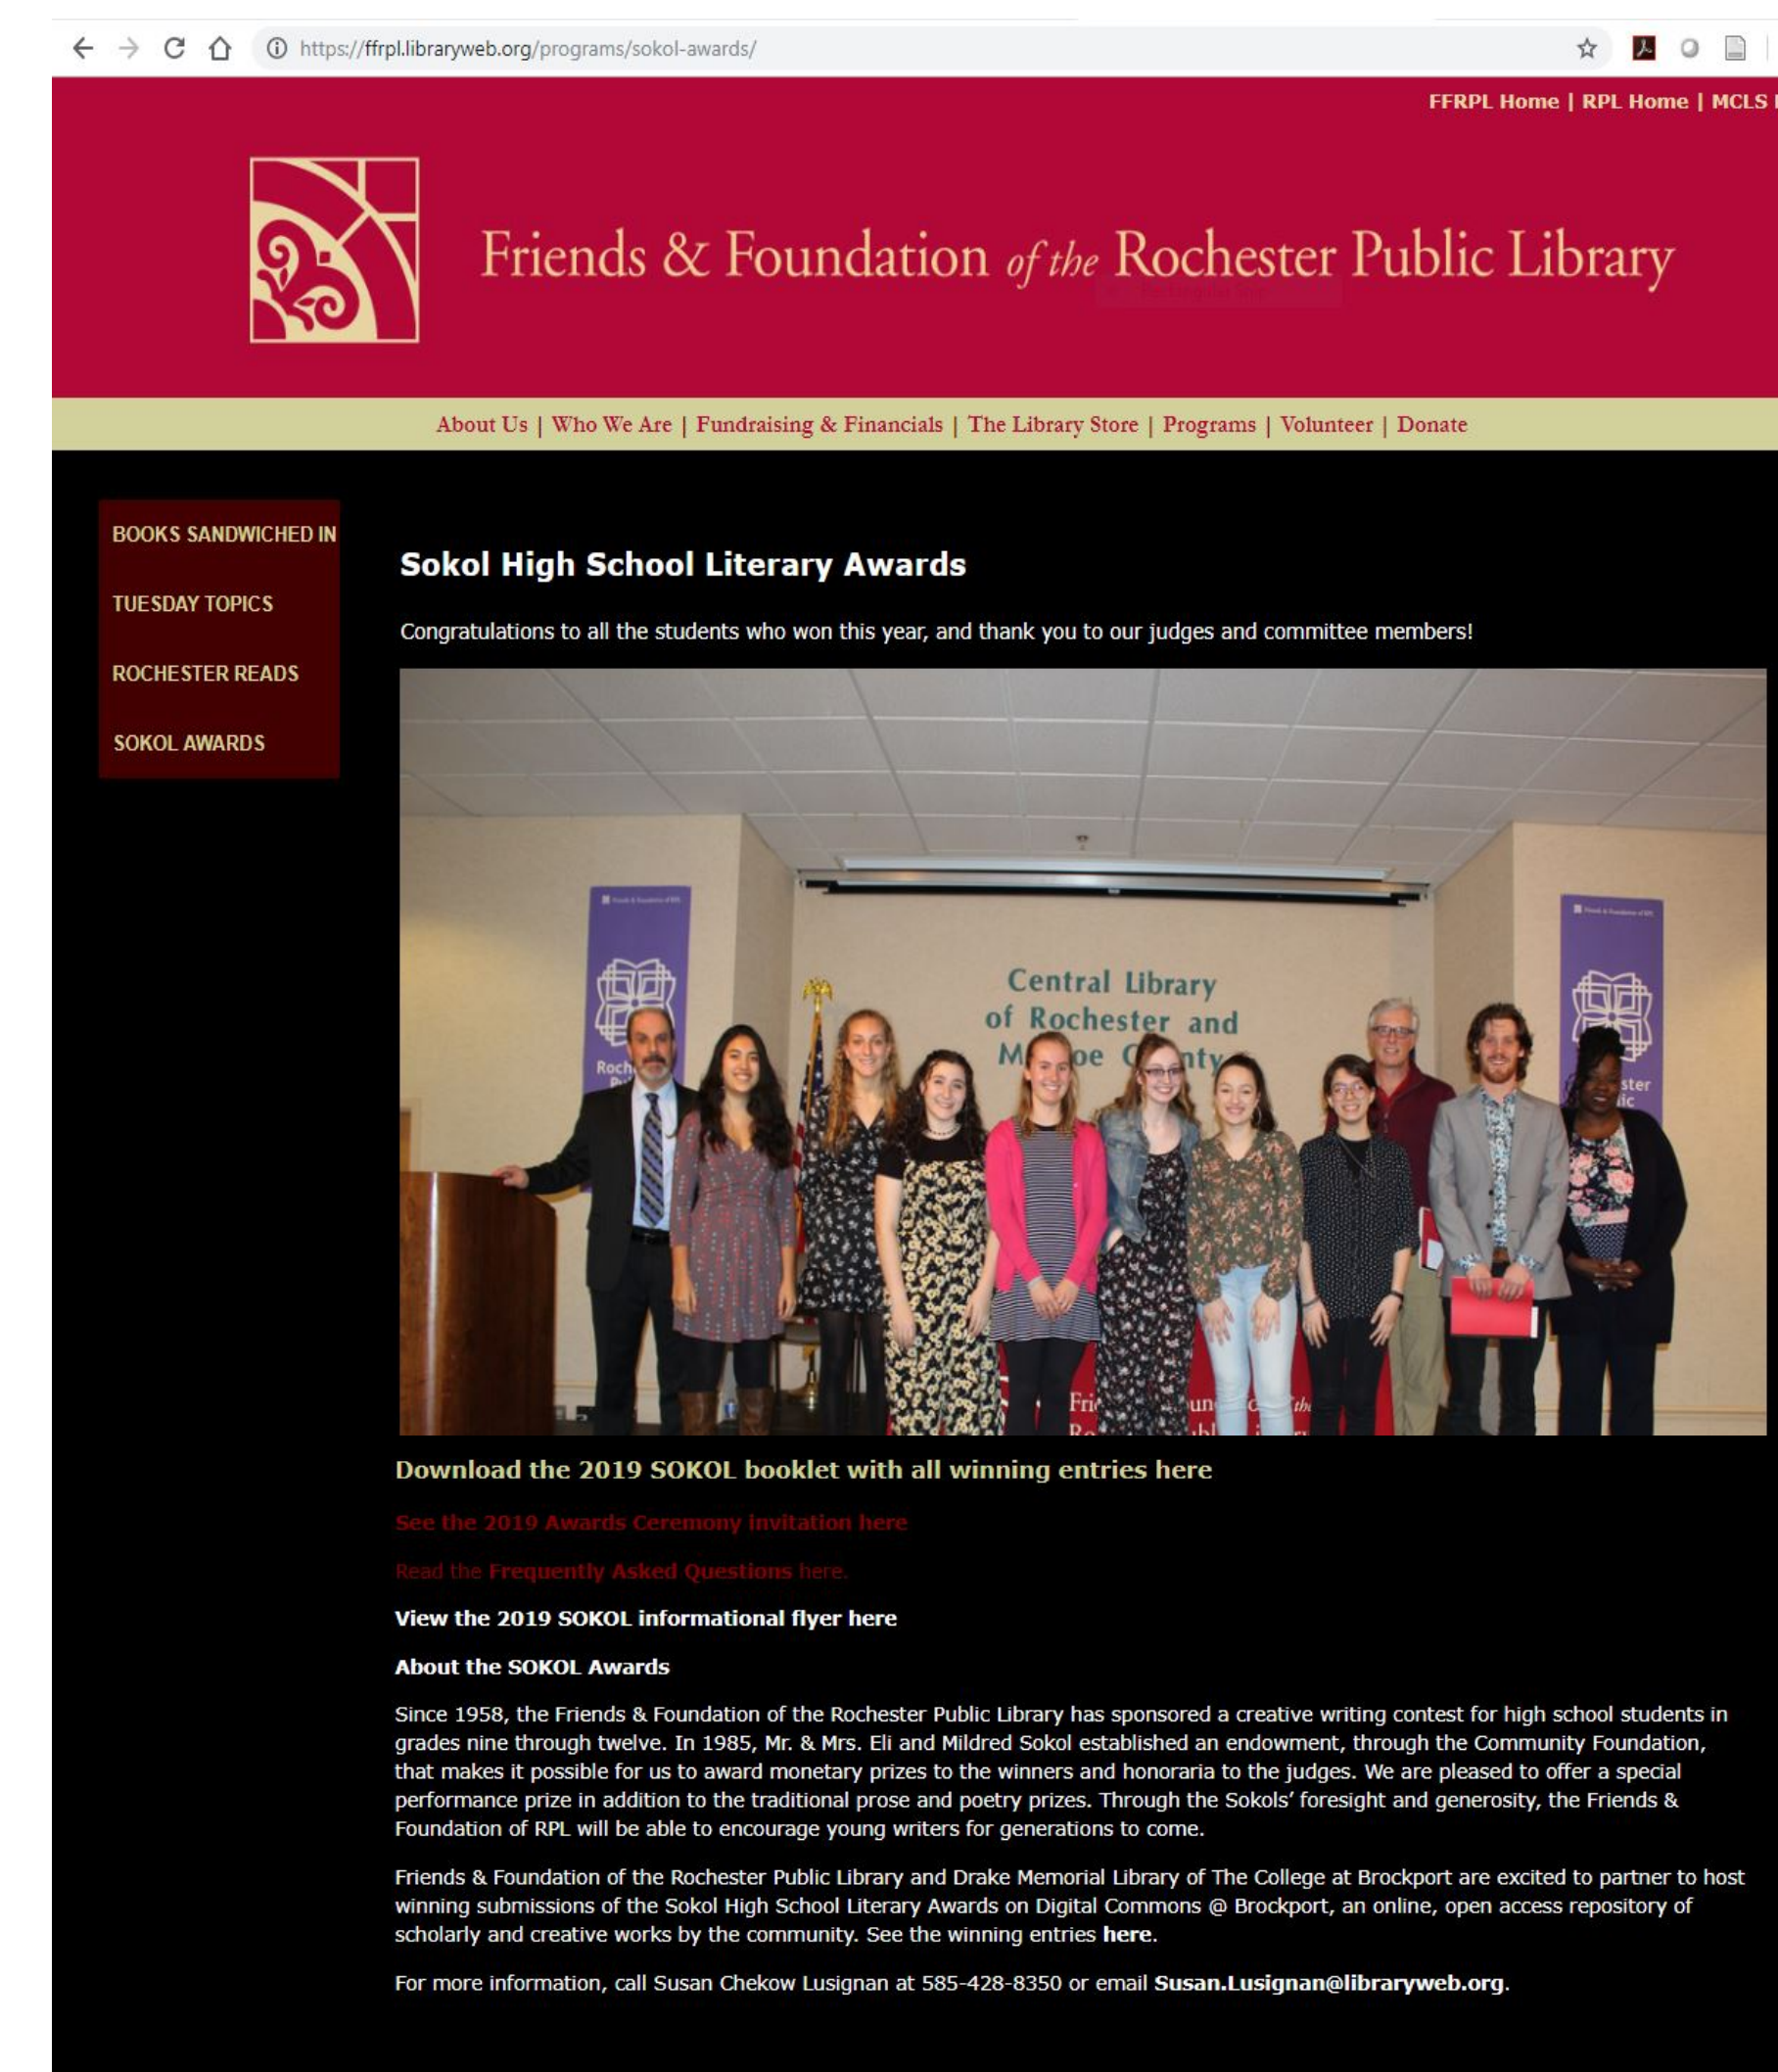 https://ffrpl.libraryweb.org/programs/sokol-awards/
FFRPL Home | RPL Home | MCLS
Friends & Foundation of the Rochester Public Library
About Us | Who We Are | Fundraising & Financials | The Library Store | Programs | Volunteer | Donate
BOOKS SANDWICHED IN
TUESDAY TOPICS
ROCHESTER READS
SOKOL AWARDS
Sokol High School Literary Awards
Congratulations to all the students who won this year, and thank you to our judges and committee members!
Friends & Foundation of RPL
Friends & Foundation of RPL
Central Library
of Rochester and
M oe C nty
Roch
ster
ic
Download the 2019 SOKOL booklet with all winning entries here
See the 2019 Awards Ceremony invitation here
Read the Frequently Asked Questions here.
View the 2019 SOKOL informational flyer here
About the SOKOL Awards
Since 1958, the Friends & Foundation of the Rochester Public Library has sponsored a creative writing contest for high school students in
grades nine through twelve. In 1985, Mr. & Mrs. Eli and Mildred Sokol established an endowment, through the Community Foundation,
that makes it possible for us to award monetary prizes to the winners and honoraria to the judges. We are pleased to offer a special
performance prize in addition to the traditional prose and poetry prizes. Through the Sokols’ foresight and generosity, the Friends &
Foundation of RPL will be able to encourage young writers for generations to come.
Friends & Foundation of the Rochester Public Library and Drake Memorial Library of The College at Brockport are excited to partner to host
winning submissions of the Sokol High School Literary Awards on Digital Commons @ Brockport, an online, open access repository of
scholarly and creative works by the community. See the winning entries here.
For more information, call Susan Chekow Lusignan at 585-428-8350 or email Susan.Lusignan@libraryweb.org.